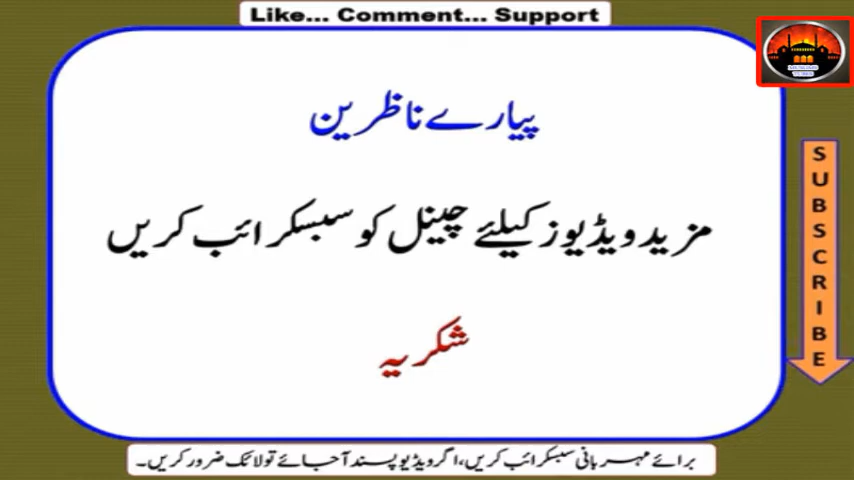 Like... Comment... Support
پیارے ناظرین
مزید ویڈیوز کیلئے چینل کو سبسکرائب کریں
شکریہ
SUBSCRIBE
برائے مہربانی سبسکرائب کریں، اگر ویڈیو پسند آجائے تو لائک ضرور کریں۔